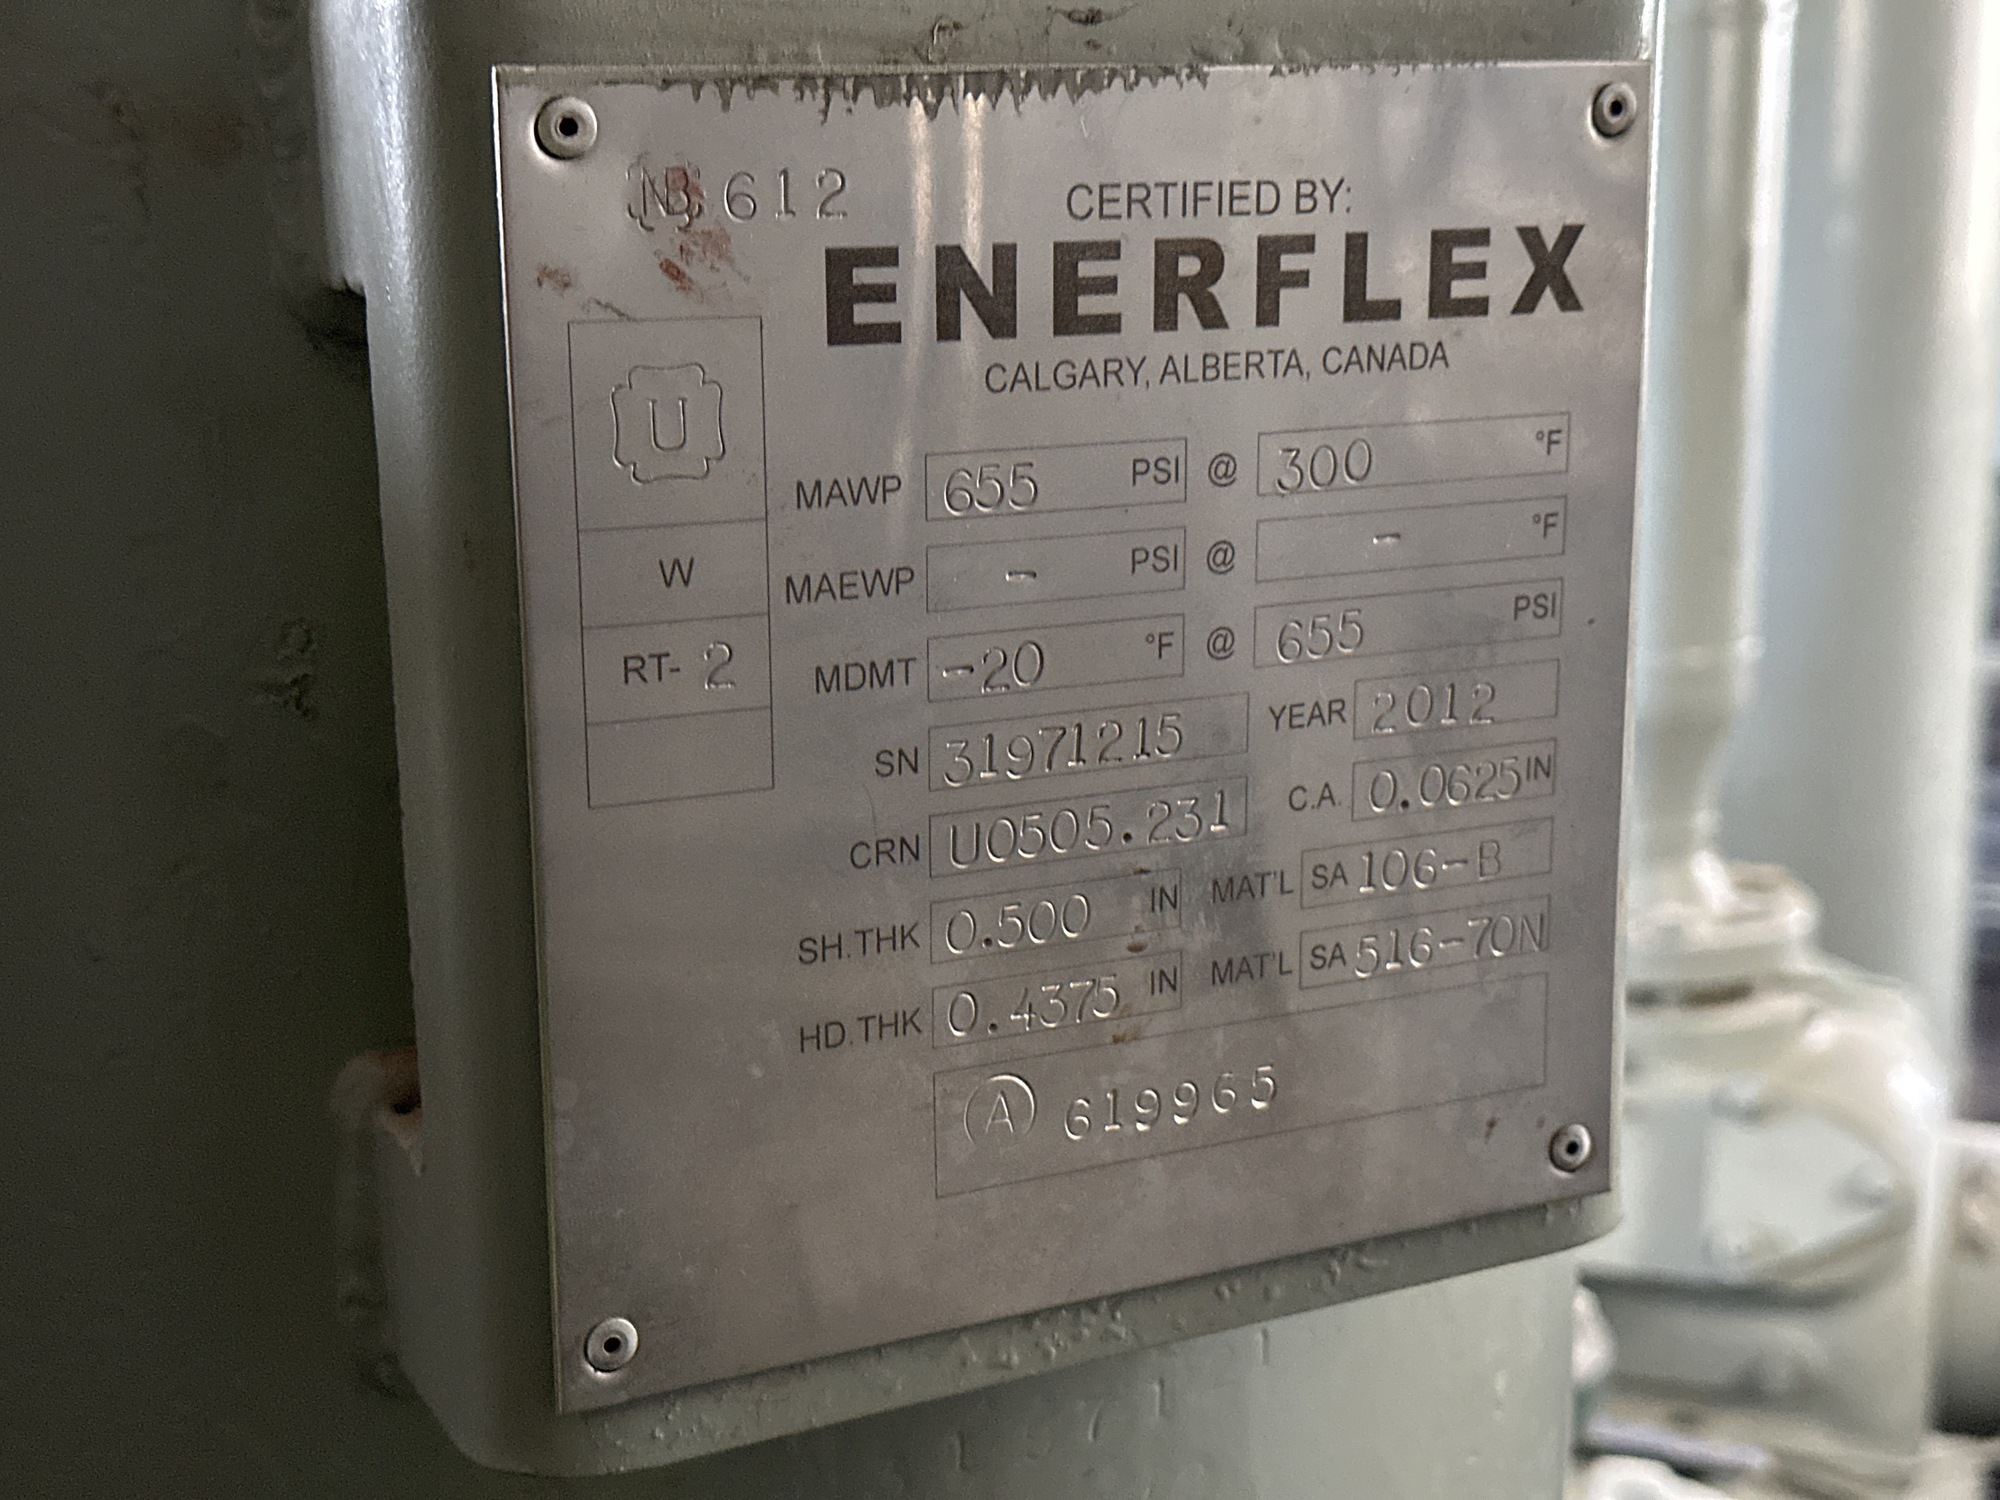 NB 612
CERTIFIED BY:
ENERFLEX
CALGARY, ALBERTA, CANADA
U
W
RT- 2
MAWP 655 PSI @ 300 °F
MAEWP - PSI @ - °F
MDMT -20 °F @ 655 PSI
SN 31971215 YEAR 2012
CRN U0505.231 C.A. 0.0625 IN
SH.THK 0.500 IN MAT'L SA 106-B
HD.THK 0.4375 IN MAT'L SA 516-70N
A 619965